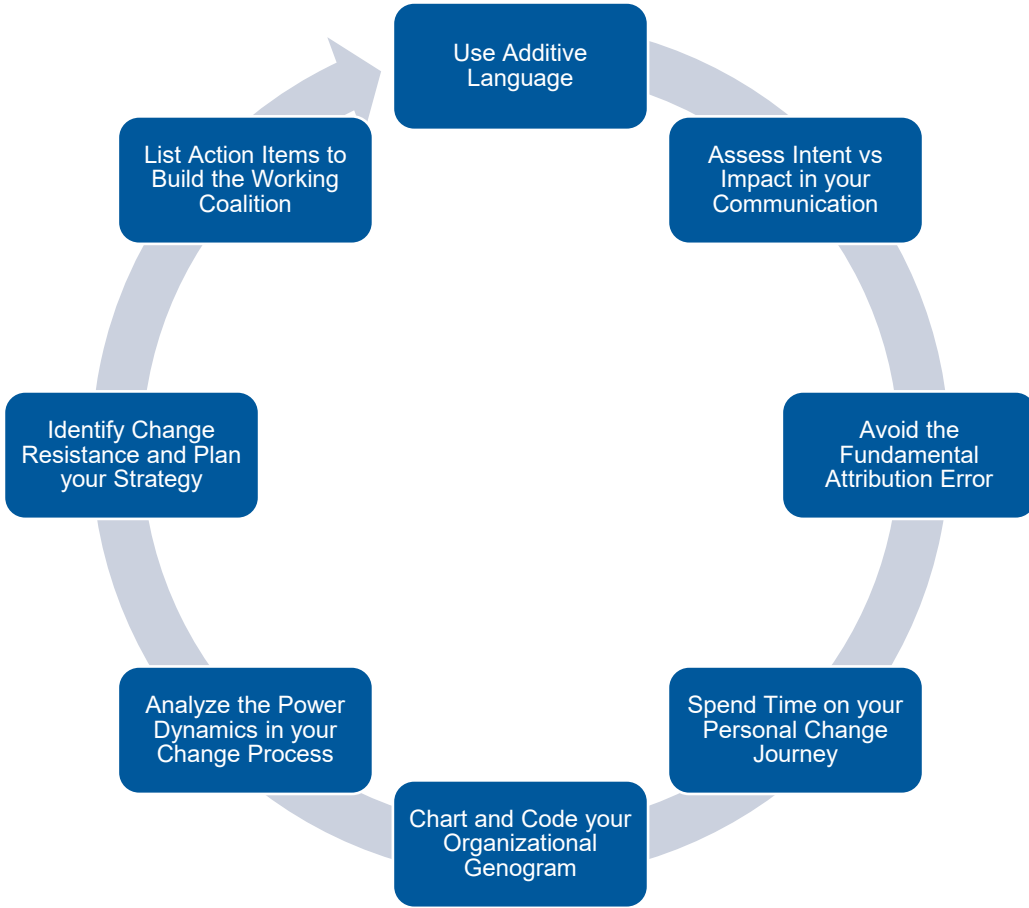 Use Additive
Language
Assess Intent vs
Impact in your
Communication
Avoid the
Fundamental
Attribution Error
Spend Time on your
Personal Change
Journey
Chart and Code your
Organizational
Genogram
Analyze the Power
Dynamics in your
Change Process
Identify Change
Resistance and Plan
your Strategy
List Action Items to
Build the Working
Coalition